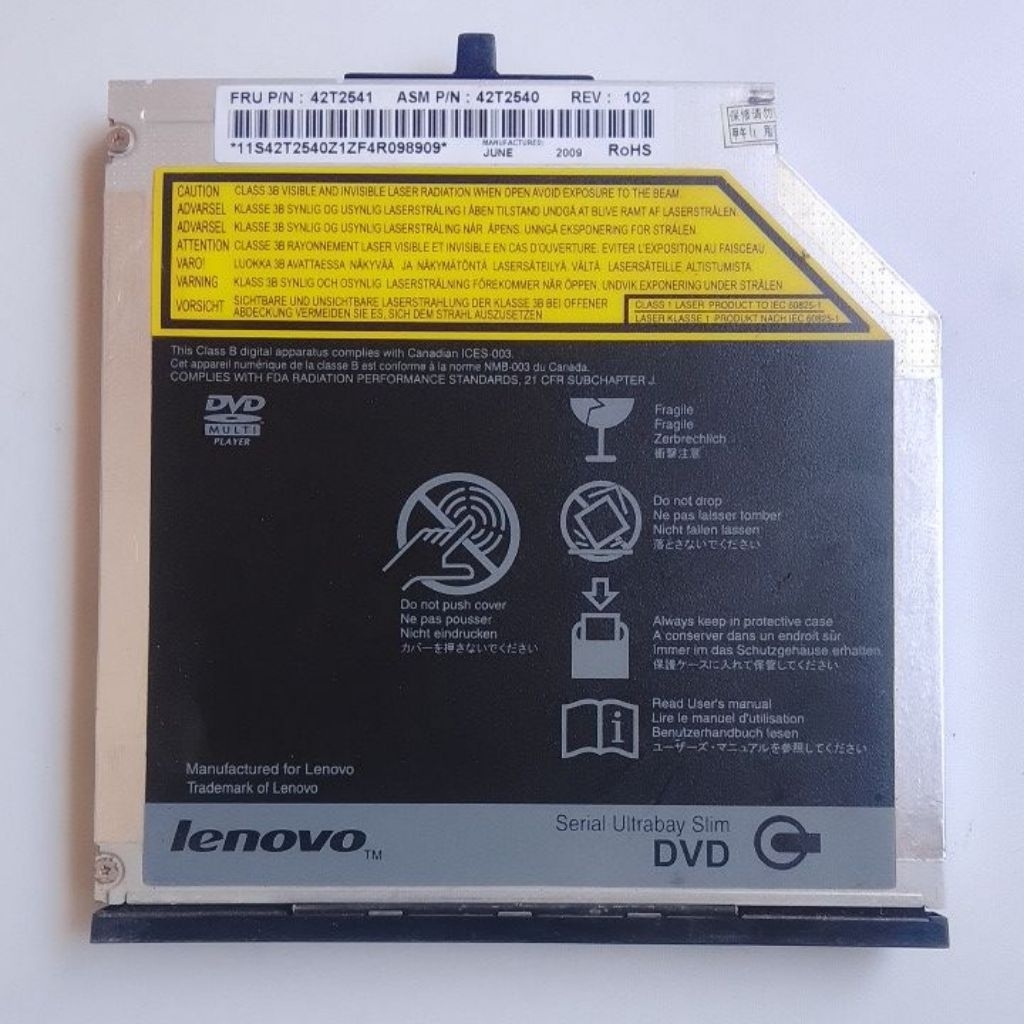 FRU P/N : 42T2541 ASM P/N : 42T2540 REV : 102
*11S42T2540Z1ZF4R098909* MANUFACTURED: JUNE 2009 RoHS
保修请勿
CAUTION CLASS 3B VISIBLE AND INVISIBLE LASER RADIATION WHEN OPEN AVOID EXPOSURE TO THE BEAM.
ADVARSEL KLASSE 3B SYNLIG OG USYNLIG LASERSTRÅLING I ÅBEN TILSTAND UNDGÅ AT BLIVE RAMT AF LASERSTRÅLEN.
ADVARSEL KLASSE 3B SYNLIG OG USYNLIG LASERSTRÅLING NÅR ÅPENS. UNNGÅ EKSPONERING FOR STRÅLEN.
ATTENTION CLASSE 3B RAYONNEMENT LASER VISIBLE ET INVISIBLE EN CAS D'OUVERTURE. EVITER L'EXPOSITION AU FAISCEAU.
VARO! LUOKKA 3B AVATTAESSA NÄKYVÄÄ JA NÄKYMÄTÖNTÄ LASERSÄTEILYÄ. VÄLTÄ LASERSÄTEILLE ALTISTUMISTA.
VARNING KLASS 3B SYNLIG OCH OSYNLIG LASERSTRÅLNING FÖREKOMMER NÄR ÖPPEN, UNDVIK EXPONERING UNDER STRÅLEN
VORSICHT SICHTBARE UND UNSICHTBARE LASERSTRAHLUNG DER KLASSE 3B BEI OFFENER
ABDECKUNG VERMEIDEN SIE ES, SICH DEM STRAHL AUSZUSETZEN
CLASS 1 LASER PRODUCT TO IEC 60825-1
LASER KLASSE 1 PRODUKT NACH IEC 60825-1
This Class B digital apparatus complies with Canadian ICES-003.
Cet appareil numérique de la classe B est conforme à la norme NMB-003 du Canada.
COMPLIES WITH FDA RADIATION PERFORMANCE STANDARDS, 21 CFR SUBCHAPTER J.
DVD
MULTI
PLAYER
Fragile
Fragile
Zerbrechlich
衝撃注意
Do not drop
Ne pas laisser tomber
Nicht fallen lassen
落とさないでください
Do not push cover
Ne pas pousser
Nicht eindrucken
カバーを押さないでください
Always keep in protective case
A conserver dans un endroit sûr
Immer im das Schutzgehäuse erhalten
保護ケースに入れて保管してください
Read User's manual
Lire le manuel d'utilisation
Benutzerhandbuch lesen
ユーザーズ・マニュアルを参照してください
Manufactured for Lenovo
Trademark of Lenovo
lenovo TM
Serial Ultrabay Slim
DVD